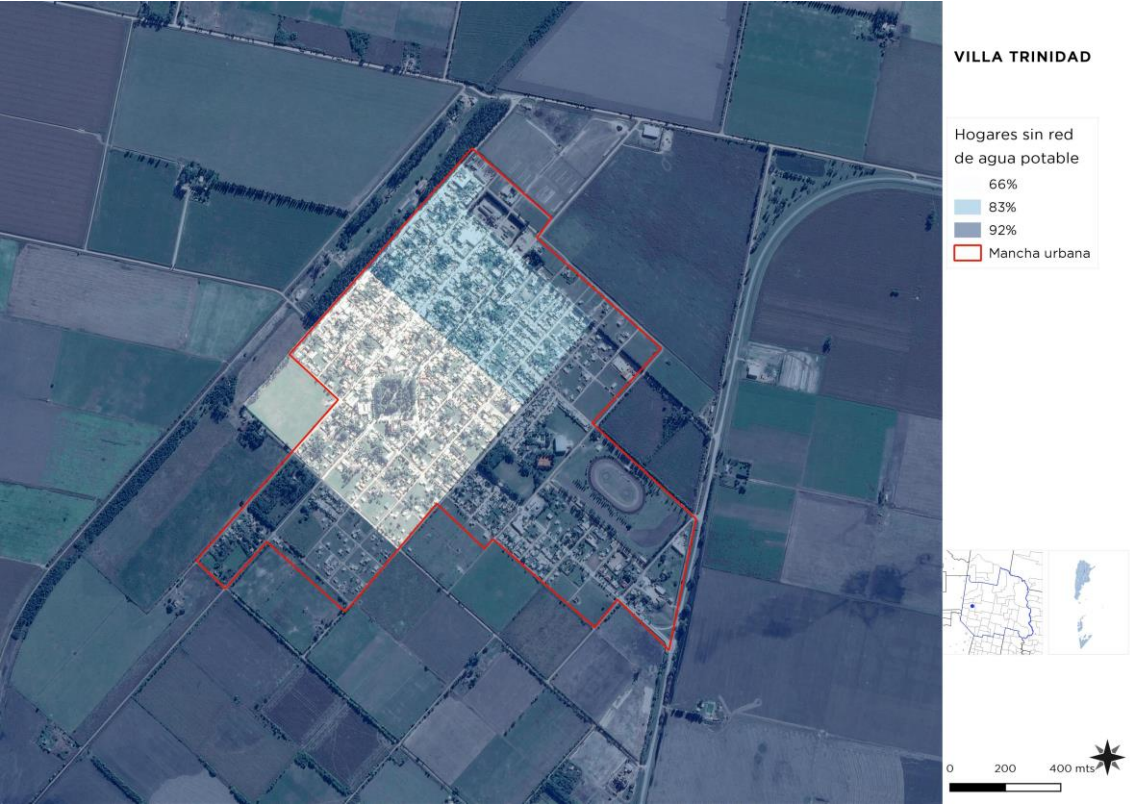 VILLA TRINIDAD
Hogares sin red
de agua potable
66%
83%
92%
Mancha urbana
0 200 400 mts